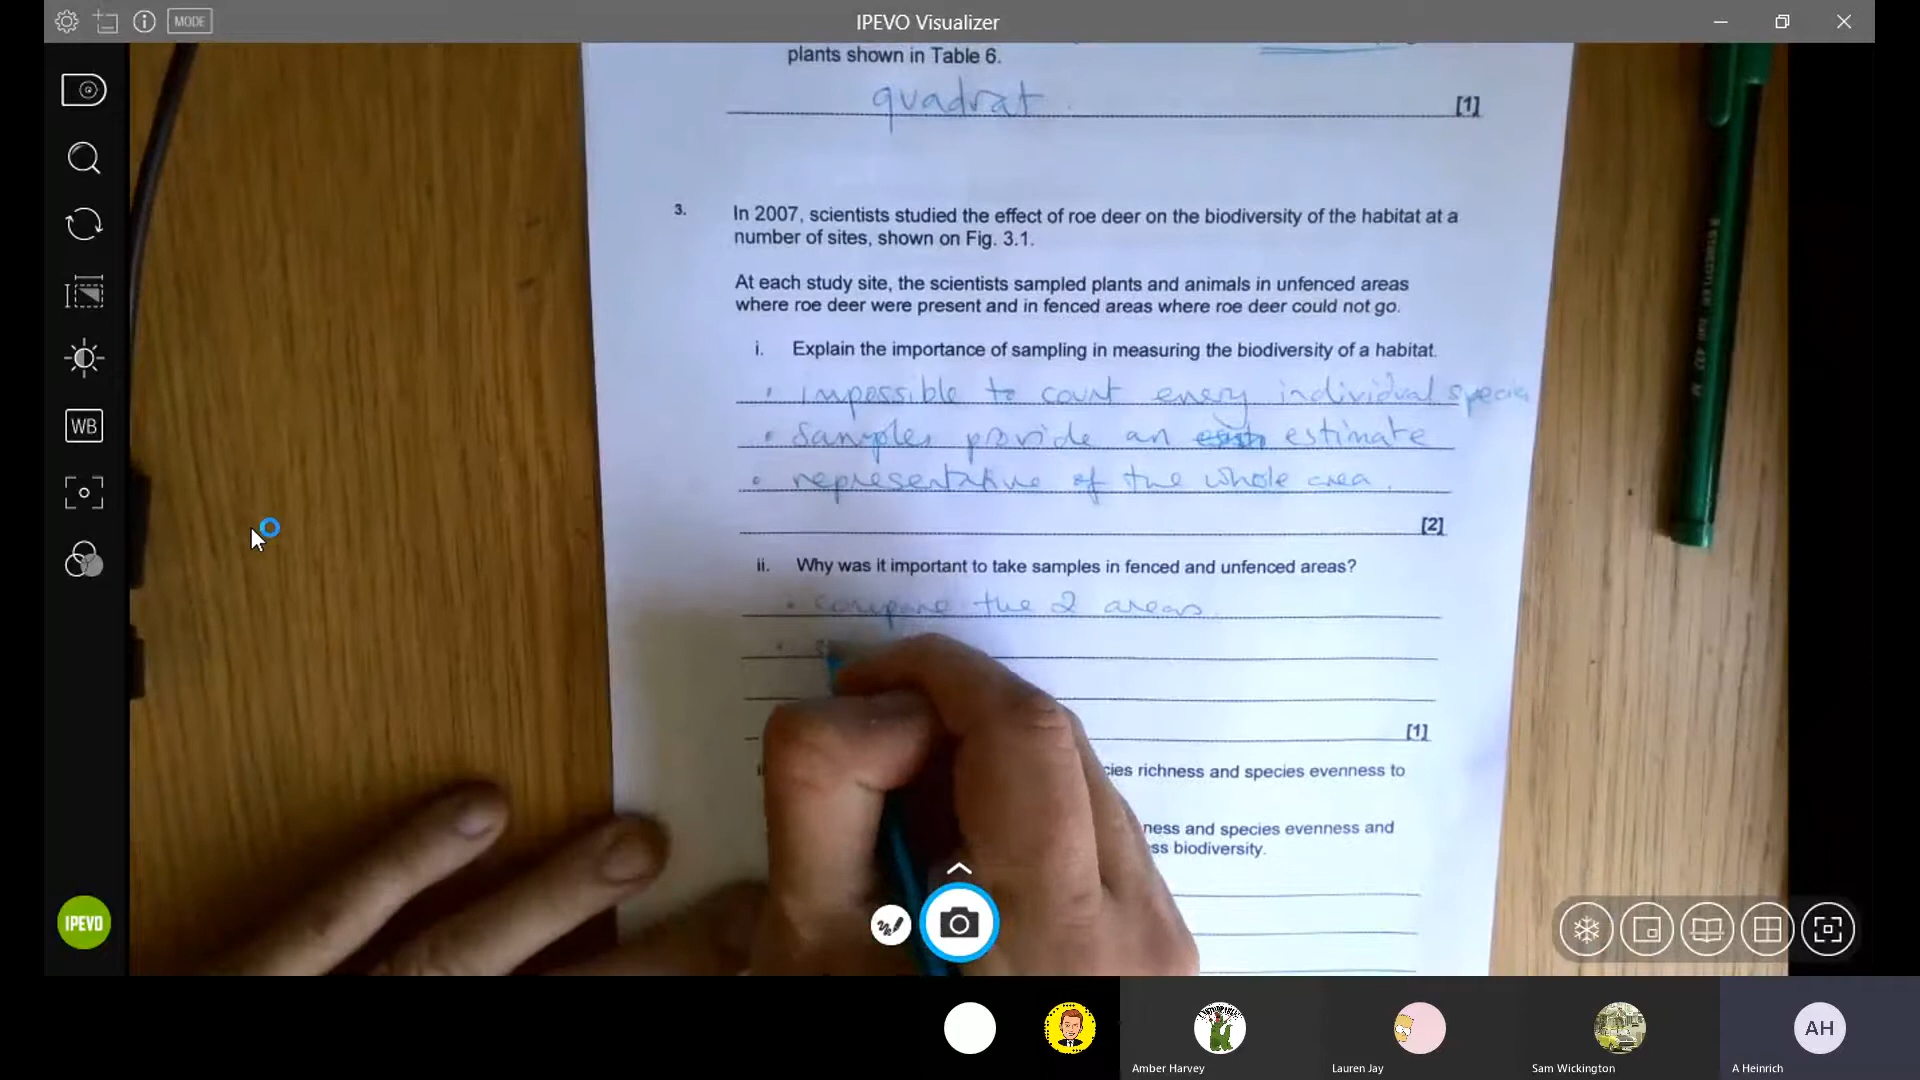 IPEVO Visualizer
MODE
plants shown in Table 6.
quadrat.
[1]
3. In 2007, scientists studied the effect of roe deer on the biodiversity of the habitat at a
number of sites, shown on Fig. 3.1.
At each study site, the scientists sampled plants and animals in unfenced areas
where roe deer were present and in fenced areas where roe deer could not go.
i. Explain the importance of sampling in measuring the biodiversity of a habitat.
• impossible to count every individual species
• samples provide an estimate
• representative of the whole area.
[2]
ii. Why was it important to take samples in fenced and unfenced areas?
• compare the 2 areas.
[1]
cies richness and species evenness to
ness and species evenness and
ss biodiversity.
WB
IPEVO
AH
Amber Harvey
Lauren Jay
Sam Wickington
A Heinrich